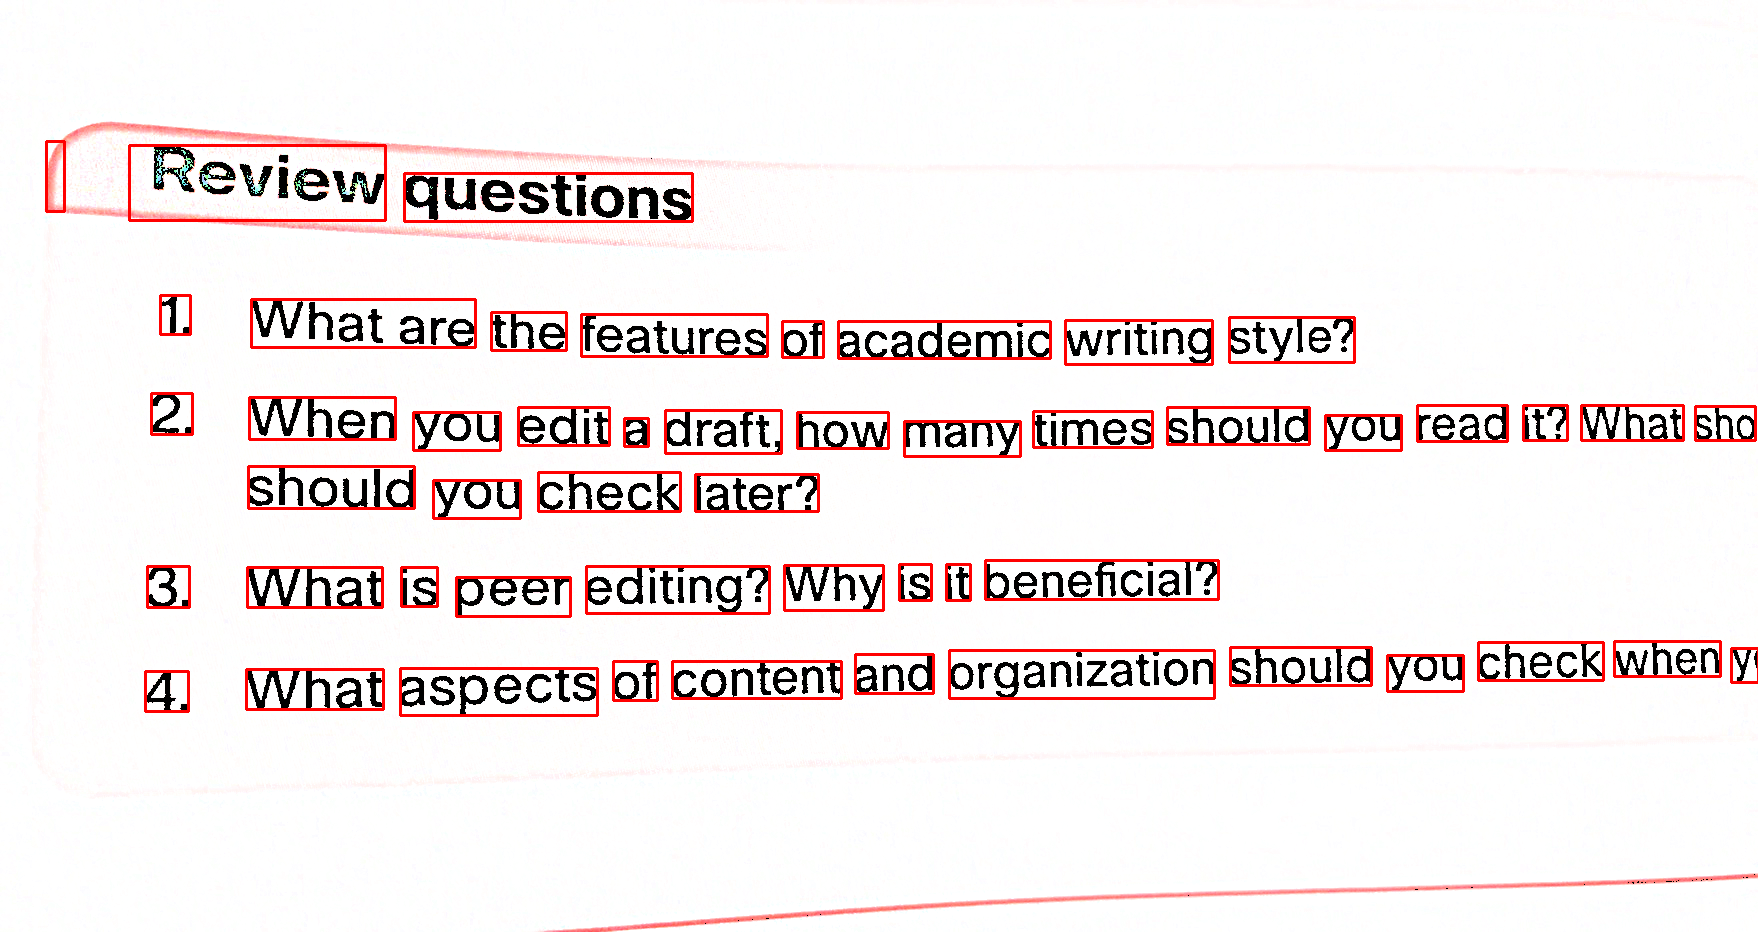 Review questions
1. What are the features of academic writing style?
2. When you edit a draft, how many times should you read it? What sho
should you check later?
3. What is peer editing? Why is it beneficial?
4. What aspects of content and organization should you check when